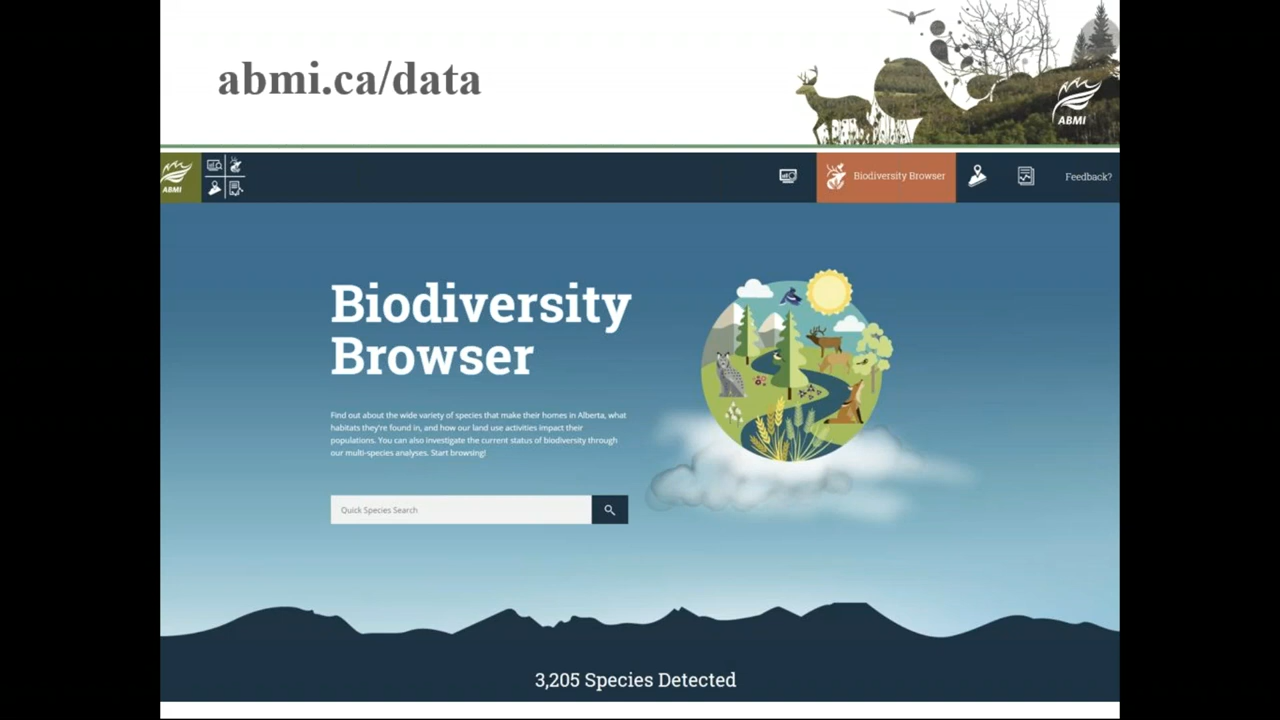 abmi.ca/data
ABMI
ABMI
Biodiversity Browser
Feedback?
Biodiversity
Browser
Find out about the wide variety of species that make their homes in Alberta, what
habitats they're found in, and how our land use activities impact their
populations. You can also investigate the current status of biodiversity through
our multi-species analyses. Start browsing!
Quick Species Search
3,205 Species Detected